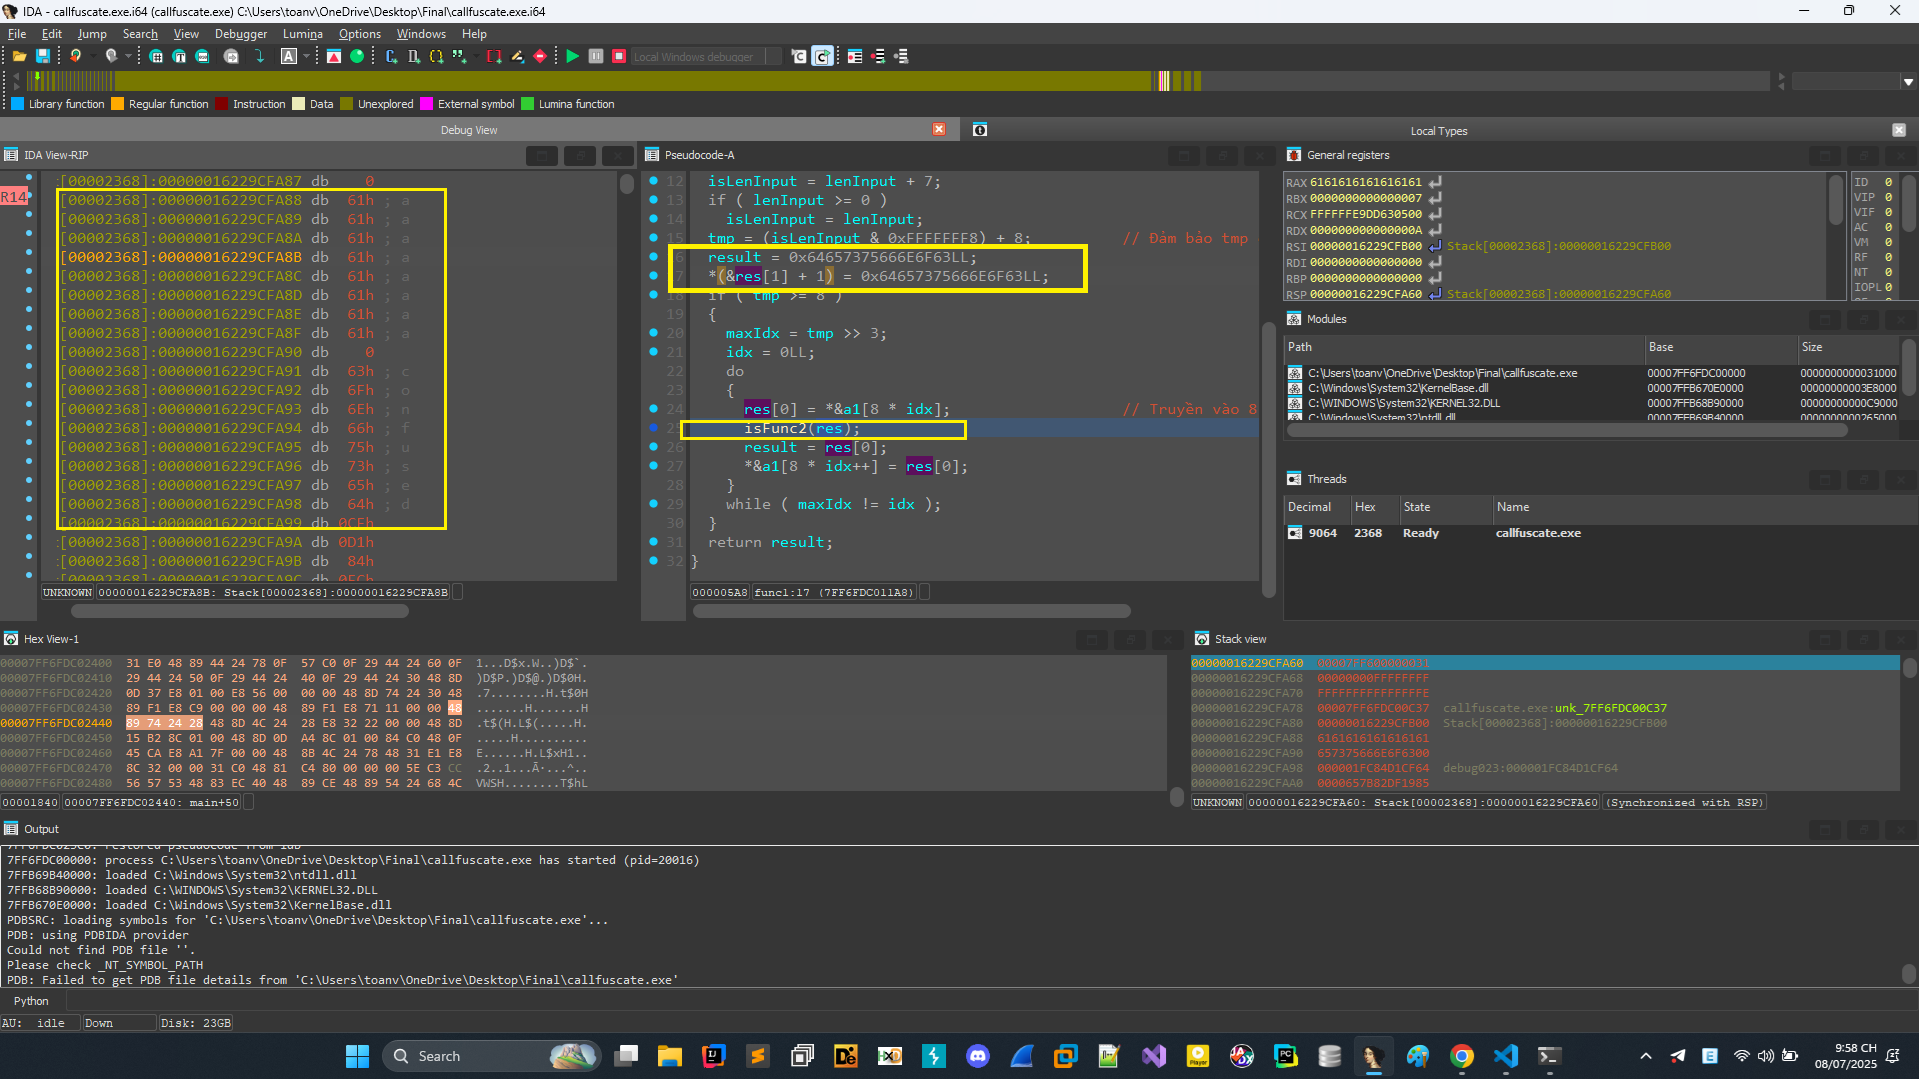 IDA - callfuscate.exe.i64 (callfuscate.exe) C:\Users\toanv\OneDrive\Desktop\Final\callfuscate.exe.i64
File Edit Jump Search View Debugger Lumina Options Windows Help
Local Windows debugger
Library function Regular function Instruction Data Unexplored External symbol Lumina function
Debug View
Local Types
IDA View-RIP
R14
[00002368]:00000016229CFA87 db 0
[00002368]:00000016229CFA88 db 61h ; a
[00002368]:00000016229CFA89 db 61h ; a
[00002368]:00000016229CFA8A db 61h ; a
[00002368]:00000016229CFA8B db 61h ; a
[00002368]:00000016229CFA8C db 61h ; a
[00002368]:00000016229CFA8D db 61h ; a
[00002368]:00000016229CFA8E db 61h ; a
[00002368]:00000016229CFA8F db 61h ; a
[00002368]:00000016229CFA90 db 0
[00002368]:00000016229CFA91 db 63h ; c
[00002368]:00000016229CFA92 db 6Fh ; o
[00002368]:00000016229CFA93 db 6Eh ; n
[00002368]:00000016229CFA94 db 66h ; f
[00002368]:00000016229CFA95 db 75h ; u
[00002368]:00000016229CFA96 db 73h ; s
[00002368]:00000016229CFA97 db 65h ; e
[00002368]:00000016229CFA98 db 64h ; d
[00002368]:00000016229CFA99 db 0CFh
[00002368]:00000016229CFA9A db 0D1h
[00002368]:00000016229CFA9B db 84h
[00002368]:00000016229CFA9C db 0FCh
UNKNOWN 00000016229CFA8B: Stack[00002368]:00000016229CFA8B
Pseudocode-A
12 isLenInput = lenInput + 7;
13 if ( lenInput >= 0 )
14 isLenInput = lenInput;
15 tmp = (isLenInput & 0xFFFFFFF8) + 8; // Đảm bảo tmp
6 result = 0x64657375666E6F63LL;
7 *(&res[1] + 1) = 0x64657375666E6F63LL;
18 if ( tmp >= 8 )
19 {
20 maxIdx = tmp >> 3;
21 idx = 0LL;
22 do
23 {
24 res[0] = *&a1[8 * idx]; // Truyền vào 8
25 isFunc2(res);
26 result = res[0];
27 *&a1[8 * idx++] = res[0];
28 }
29 while ( maxIdx != idx );
30 }
31 return result;
32 }
000005A8 func1:17 (7FF6FDC011A8)
General registers
RAX 6161616161616161
RBX 0000000000000007
RCX FFFFFFE9DD630500
RDX 000000000000000A
RSI 00000016229CFB00 Stack[00002368]:00000016229CFB00
RDI 0000000000000000
RBP 0000000000000000
RSP 00000016229CFA60 Stack[00002368]:00000016229CFA60
ID 0
VIP 0
VIF 0
AC 0
VM 0
RF 0
NT 0
IOPL 0
Modules
Path Base Size
C:\Users\toanv\OneDrive\Desktop\Final\callfuscate.exe 00007FF6FDC00000 0000000000031000
C:\Windows\System32\KernelBase.dll 00007FFB670E0000 00000000003E8000
C:\WINDOWS\System32\KERNEL32.DLL 00007FFB68B90000 00000000000C9000
C:\Windows\System32\ntdll.dll 00007FFB69B40000 0000000000265000
Threads
Decimal Hex State Name
9064 2368 Ready callfuscate.exe
Hex View-1
00007FF6FDC02400 31 E0 48 89 44 24 78 0F 57 C0 0F 29 44 24 60 0F 1...D$x.W..)D$`.
00007FF6FDC02410 29 44 24 50 0F 29 44 24 40 0F 29 44 24 30 48 8D )D$P.)D$@.)D$0H.
00007FF6FDC02420 0D 37 E8 01 00 E8 56 00 00 00 48 8D 74 24 30 48 .7........H.t$0H
00007FF6FDC02430 89 F1 E8 C9 00 00 00 48 89 F1 E8 71 11 00 00 48 .......H.......H
00007FF6FDC02440 89 74 24 28 48 8D 4C 24 28 E8 32 22 00 00 48 8D .t$(H.L$(.....H.
00007FF6FDC02450 15 B2 8C 01 00 48 8D 0D A4 8C 01 00 84 C0 48 0F .....H..........
00007FF6FDC02460 45 CA E8 A1 7F 00 00 48 8B 4C 24 78 48 31 E1 E8 E......H.L$xH1..
00007FF6FDC02470 8C 32 00 00 31 C0 48 81 C4 80 00 00 00 5E C3 CC
00007FF6FDC02480 56 57 53 48 83 EC 40 48 89 CE 48 89 54 24 68 4C VWSH........T$hL
00001840 00007FF6FDC02440: main+50
Stack view
00000016229CFA60 00007FF600000031
00000016229CFA68 00000000FFFFFFFF
00000016229CFA70 FFFFFFFFFFFFFFFE
00000016229CFA78 00007FF6FDC00C37 callfuscate.exe:unk_7FF6FDC00C37
00000016229CFA80 00000016229CFB00 Stack[00002368]:00000016229CFB00
00000016229CFA88 6161616161616161
00000016229CFA90 657375666E6F6300
00000016229CFA98 000001FC84D1CF64 debug023:000001FC84D1CF64
00000016229CFAA0 0000657B82DF1985
UNKNOWN 00000016229CFA60: Stack[00002368]:00000016229CFA60 (Synchronized with RSP)
Output
7FF6FDC00000: process C:\Users\toanv\OneDrive\Desktop\Final\callfuscate.exe has started (pid=20016)
7FFB69B40000: loaded C:\WINDOWS\System32\ntdll.dll
7FFB68B90000: loaded C:\WINDOWS\System32\KERNEL32.DLL
7FFB670E0000: loaded C:\Windows\System32\KernelBase.dll
PDBSRC: loading symbols for 'C:\Users\toanv\OneDrive\Desktop\Final\callfuscate.exe'...
PDB: using PDBIDA provider
Could not find PDB file ''.
Please check _NT_SYMBOL_PATH
PDB: Failed to get PDB file details from 'C:\Users\toanv\OneDrive\Desktop\Final\callfuscate.exe'
Python
AU: idle Down Disk: 23GB
Search
9:58 CH
08/07/2025